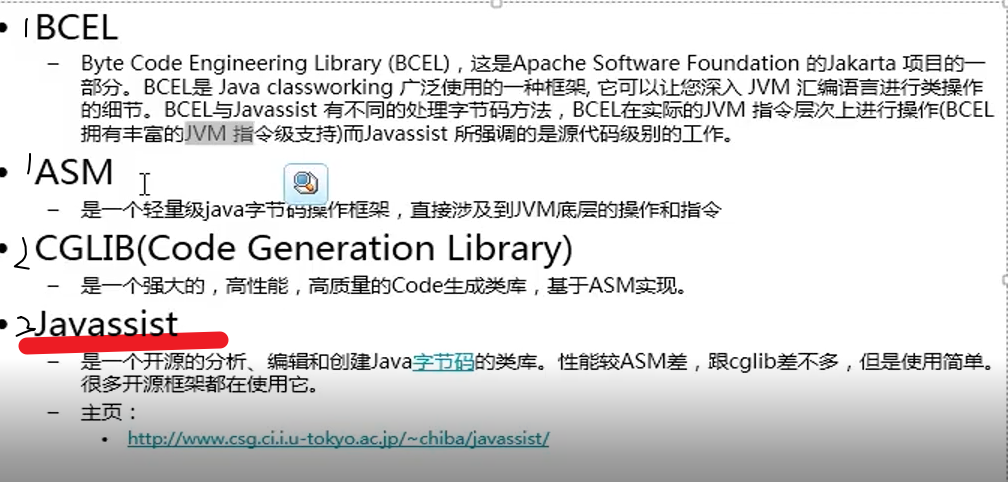 • 1 BCEL
– Byte Code Engineering Library (BCEL)，这是Apache Software Foundation 的Jakarta 项目的一
部分。BCEL是 Java classworking 广泛使用的一种框架, 它可以让您深入 JVM 汇编语言进行类操作
的细节。BCEL与Javassist 有不同的处理字节码方法，BCEL在实际的JVM 指令层次上进行操作(BCEL
拥有丰富的JVM 指令级支持)而Javassist 所强调的是源代码级别的工作。
• 1 ASM
– 是一个轻量级java字节码操作框架，直接涉及到JVM底层的操作和指令
• 2 CGLIB(Code Generation Library)
– 是一个强大的，高性能，高质量的Code生成类库，基于ASM实现。
• 2 Javassist
– 是一个开源的分析、编辑和创建Java字节码的类库。性能较ASM差，跟cglib差不多，但是使用简单。
很多开源框架都在使用它。
– 主页：
• http://www.csg.ci.i.u-tokyo.ac.jp/~chiba/javassist/